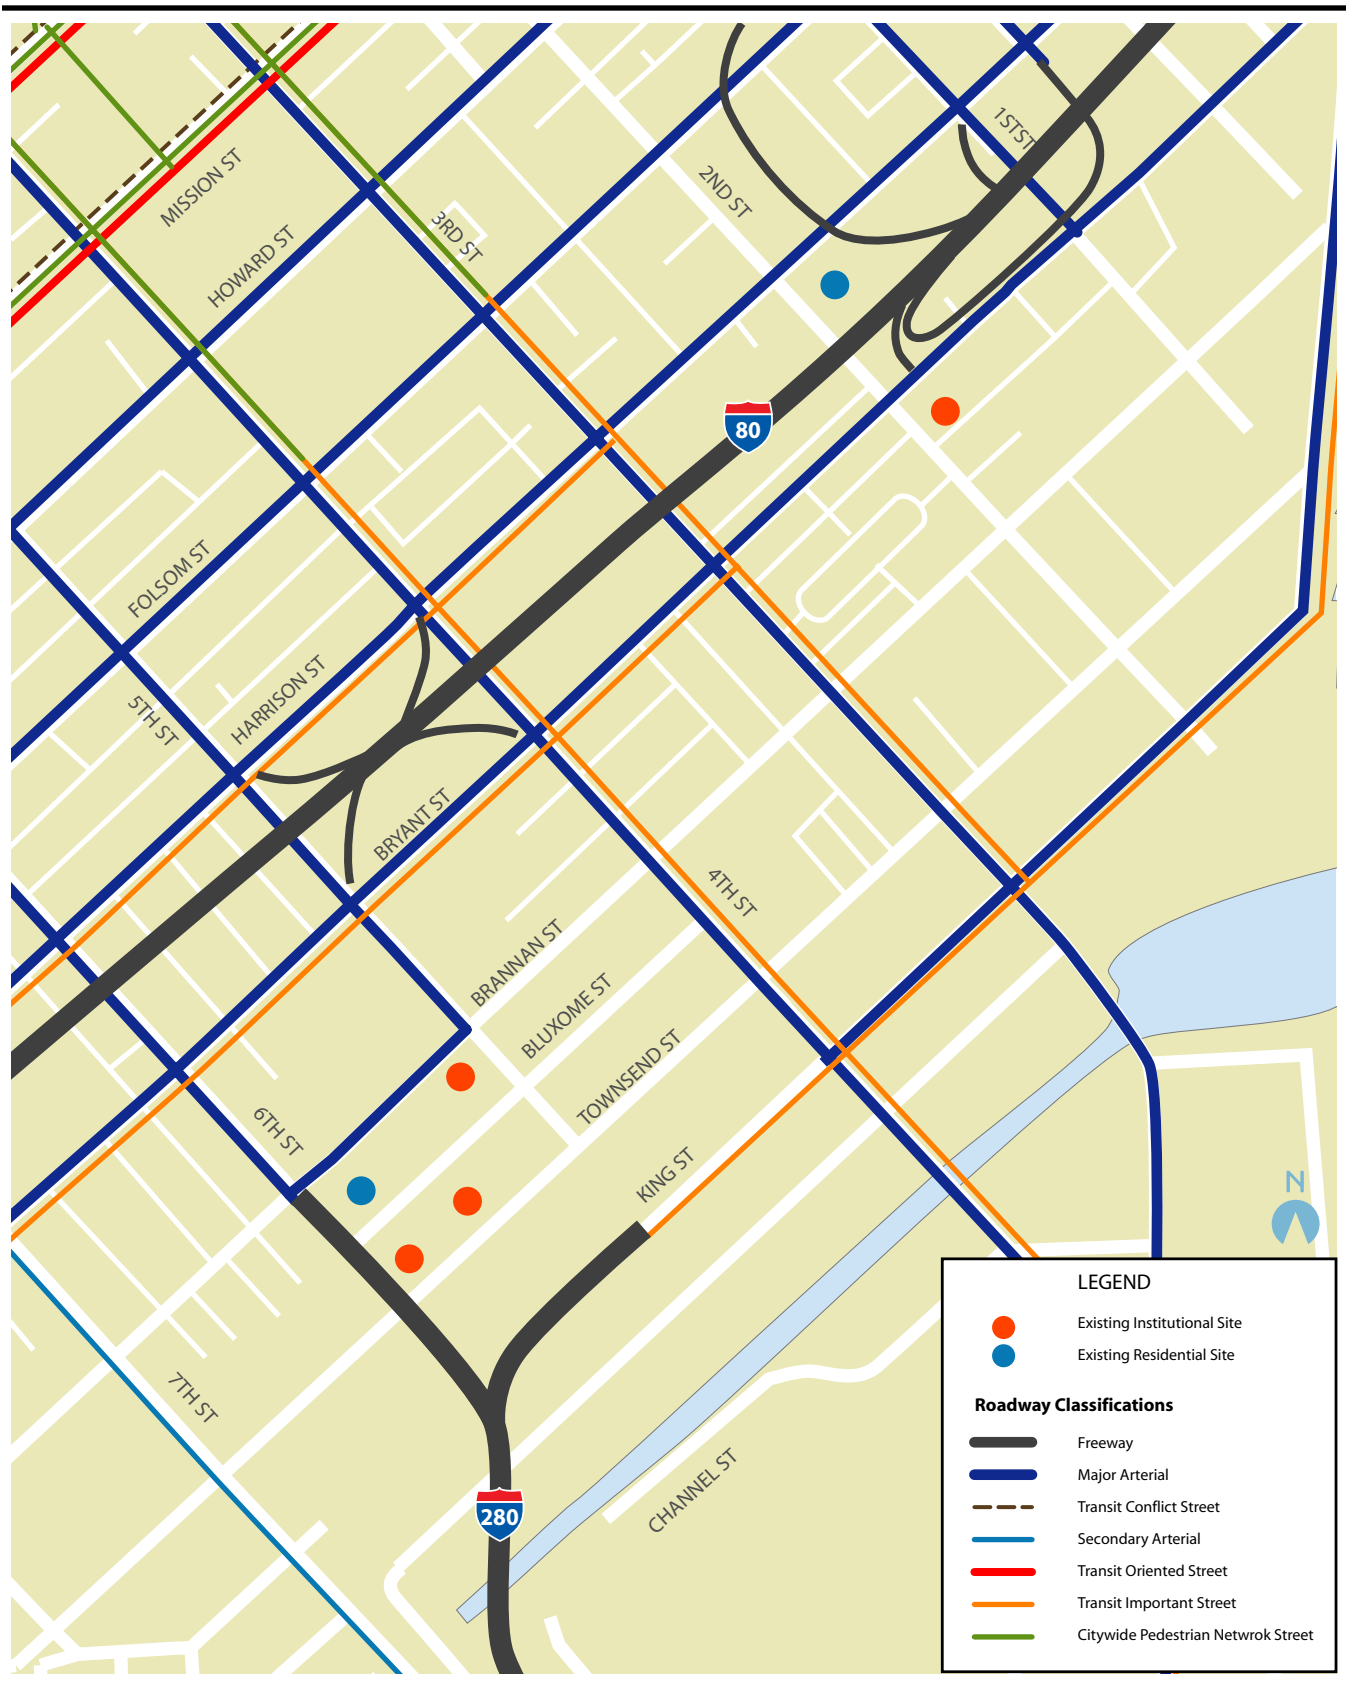 1STST
MISSION ST
2ND ST
3RD ST
HOWARD ST
80
FOLSOM ST
HARRISON ST
5TH ST
BRYANT ST
4TH ST
BRANNAN ST
BLUXOME ST
TOWNSEND ST
6TH ST
KING ST
N
7TH ST
CHANNEL ST
280
LEGEND
Existing Institutional Site
Existing Residential Site
Roadway Classifications
Freeway
Major Arterial
Transit Conflict Street
Secondary Arterial
Transit Oriented Street
Transit Important Street
Citywide Pedestrian Netwrok Street